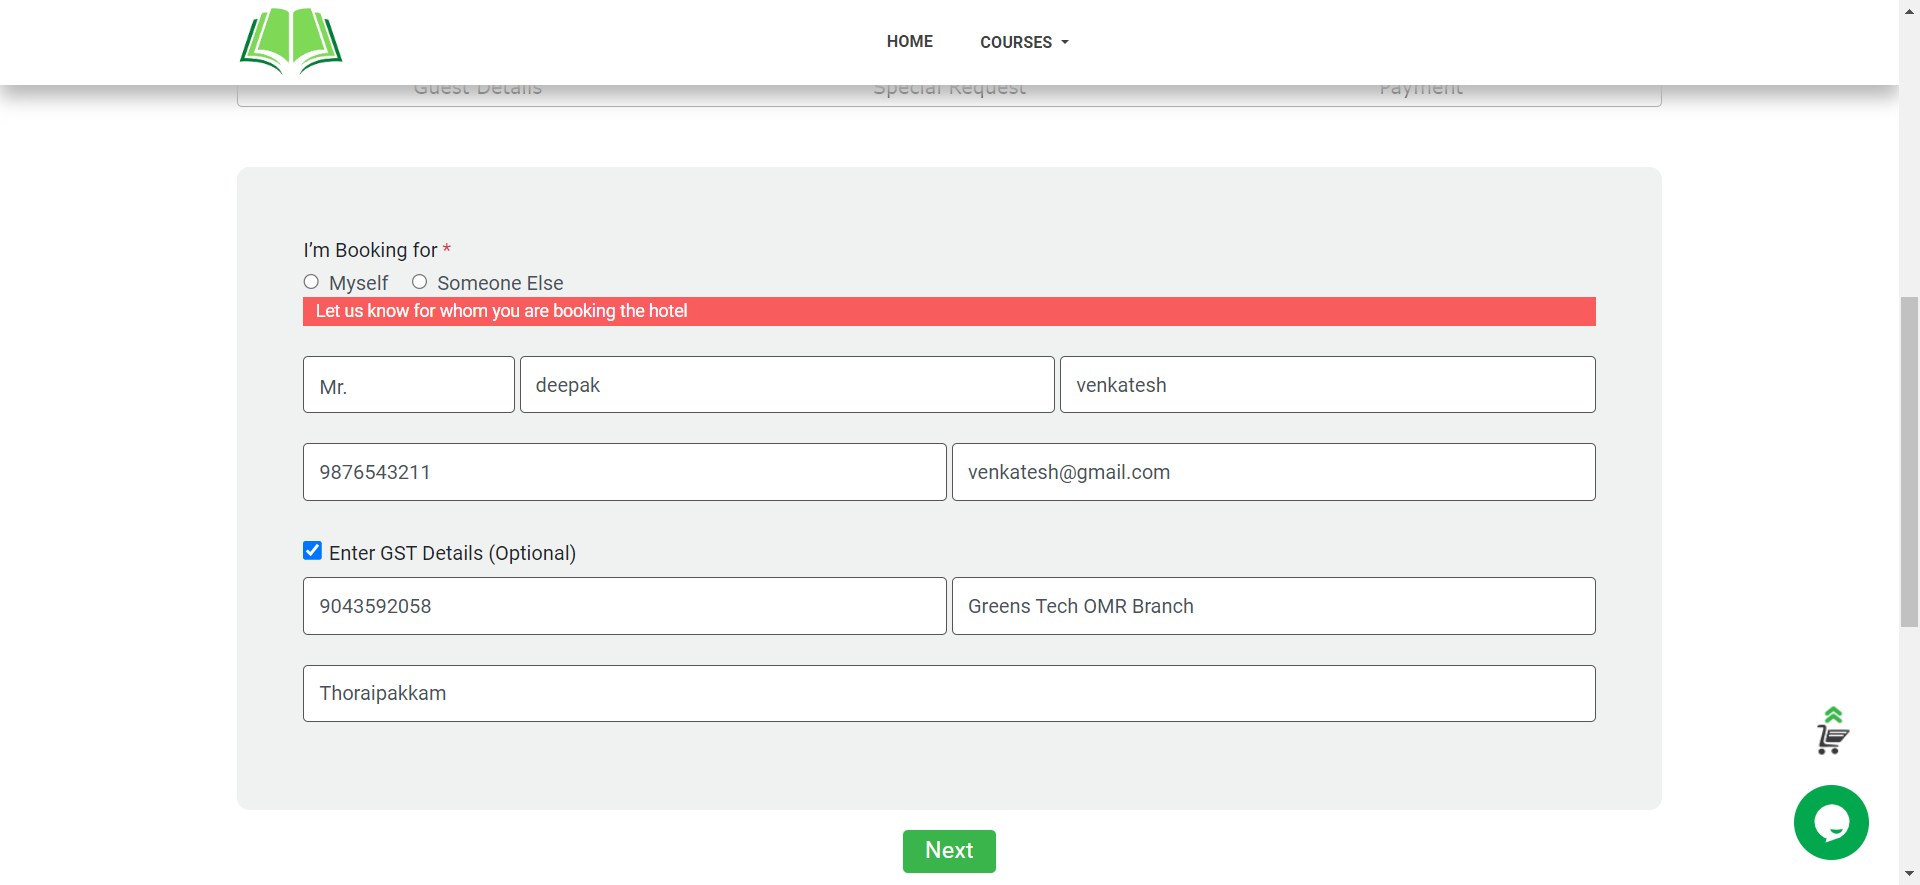 HOME COURSES
Guest Details Special Request Payment
I’m Booking for *
Myself Someone Else
Let us know for whom you are booking the hotel
Mr. deepak venkatesh
9876543211 venkatesh@gmail.com
Enter GST Details (Optional)
9043592058 Greens Tech OMR Branch
Thoraipakkam
Next